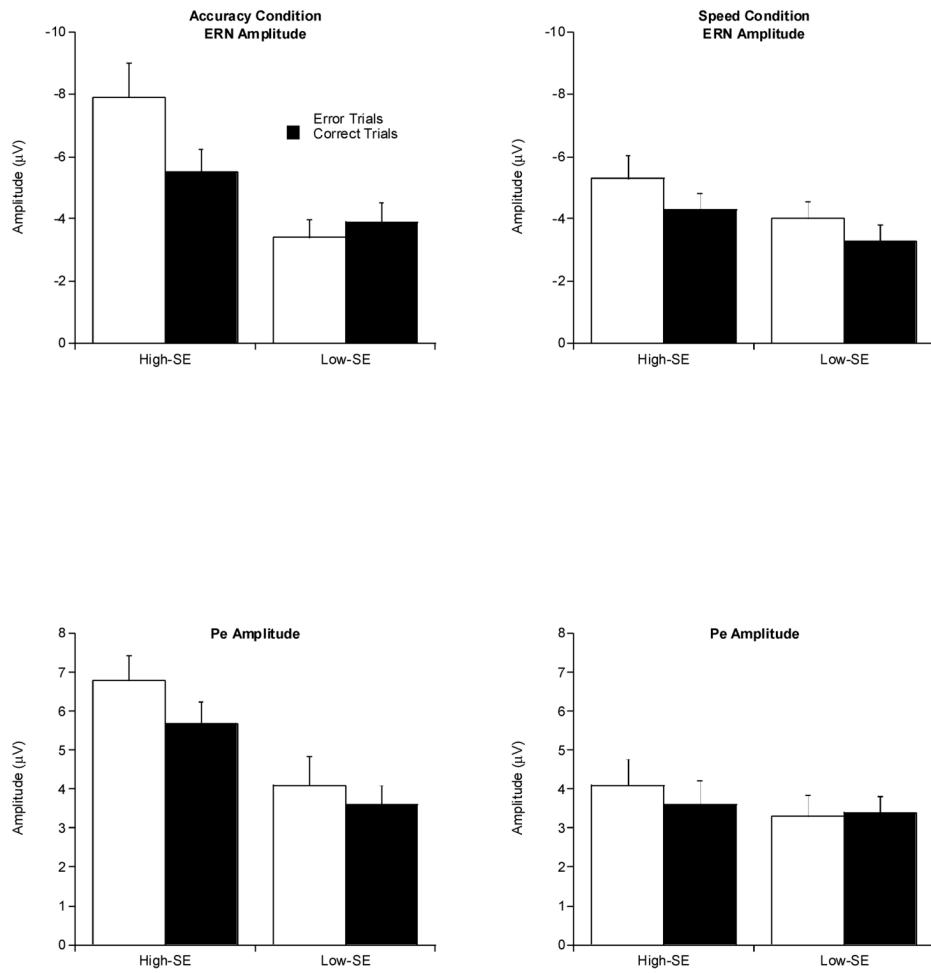 Accuracy Condition
ERN Amplitude
-10
-8
-6
-4
-2
0
Amplitude (µV)
Error Trials
Correct Trials
High-SE
Low-SE
Speed Condition
ERN Amplitude
-10
-8
-6
-4
-2
0
Amplitude (µV)
High-SE
Low-SE
Pe Amplitude
8
7
6
5
4
3
2
1
0
Amplitude (µV)
High-SE
Low-SE
Pe Amplitude
8
7
6
5
4
3
2
1
0
Amplitude (µV)
High-SE
Low-SE